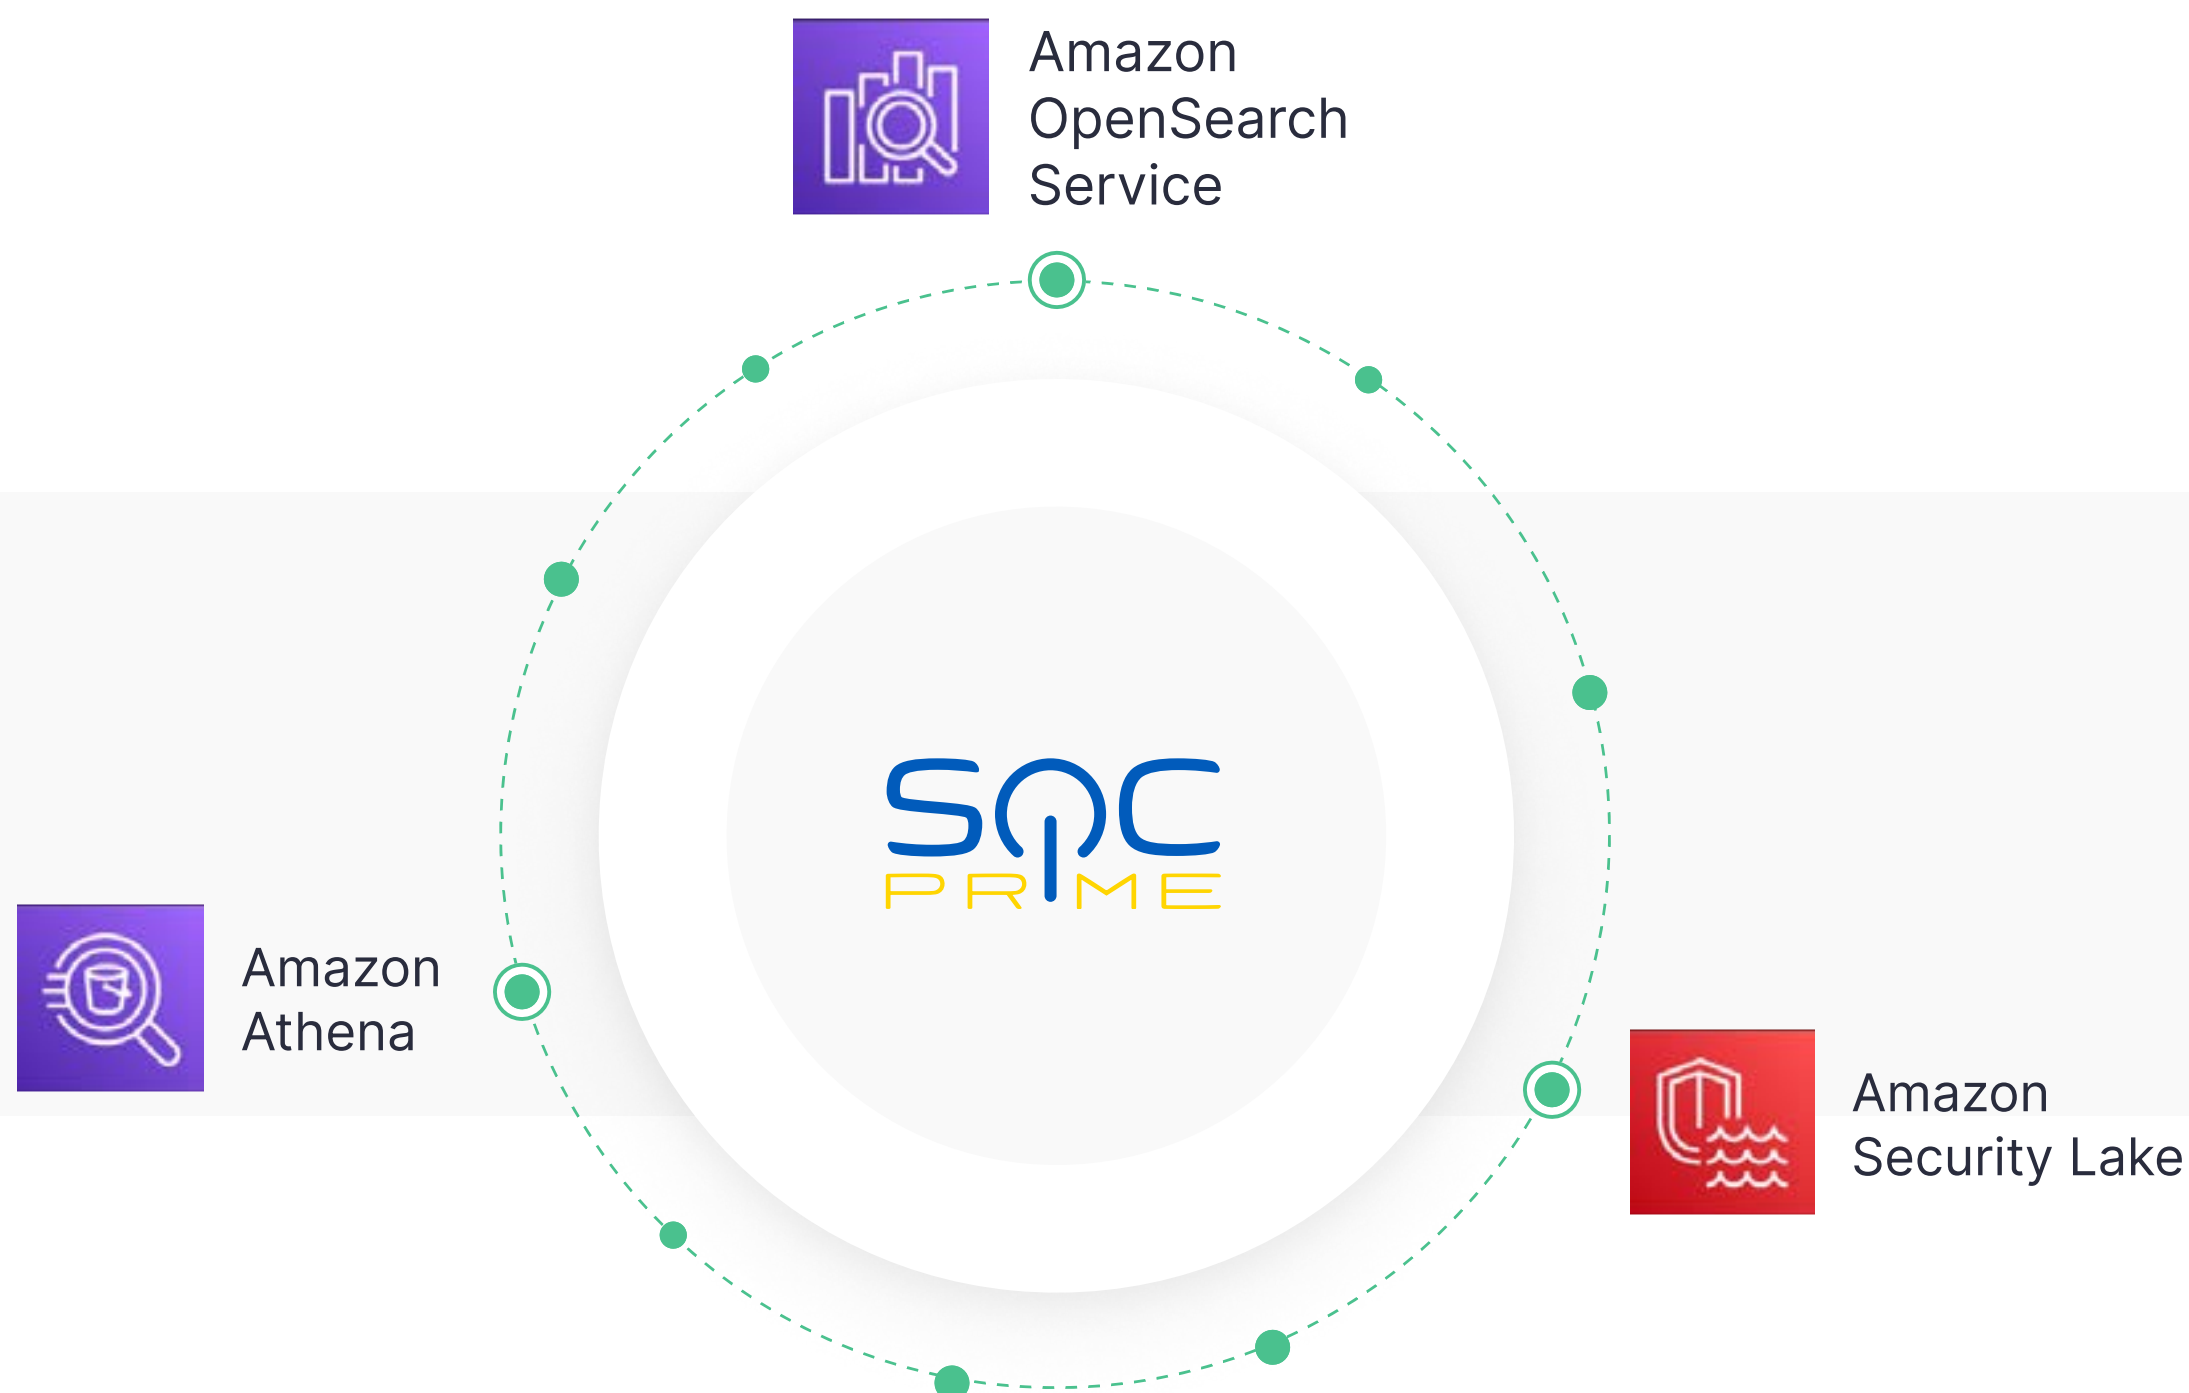 Amazon
OpenSearch
Service
SOC
PRIME
Amazon
Athena
Amazon
Security Lake